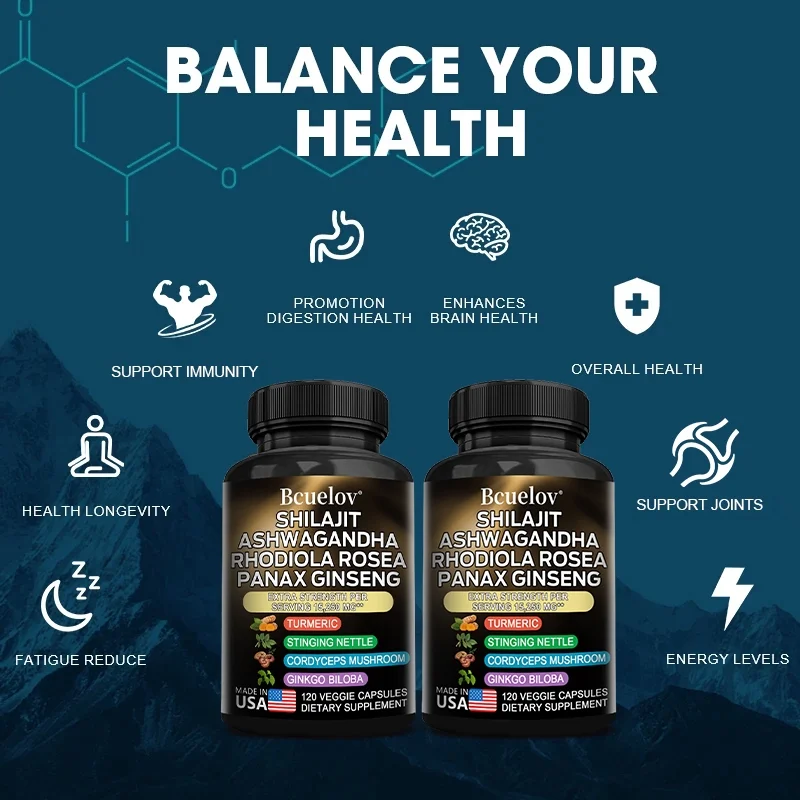 BALANCE YOUR
HEALTH
PROMOTION
DIGESTION HEALTH
ENHANCES
BRAIN HEALTH
SUPPORT IMMUNITY
OVERALL HEALTH
HEALTH LONGEVITY
SUPPORT JOINTS
FATIGUE REDUCE
ENERGY LEVELS
Bcuelov®
SHILAJIT
ASHWAGANDHA
RHODIOLA ROSEA
PANAX GINSENG
EXTRA STRENGTH PER
SERVING 15,250 MG**
TURMERIC
STINGING NETTLE
CORDYCEPS MUSHROOM
GINKGO BILOBA
MADE IN
USA
120 VEGGIE CAPSULES
DIETARY SUPPLEMENT
Bcuelov®
SHILAJIT
ASHWAGANDHA
RHODIOLA ROSEA
PANAX GINSENG
EXTRA STRENGTH PER
SERVING 15,250 MG**
TURMERIC
STINGING NETTLE
CORDYCEPS MUSHROOM
GINKGO BILOBA
MADE IN
USA
120 VEGGIE CAPSULES
DIETARY SUPPLEMENT
O
O
I
Z
Z
Z